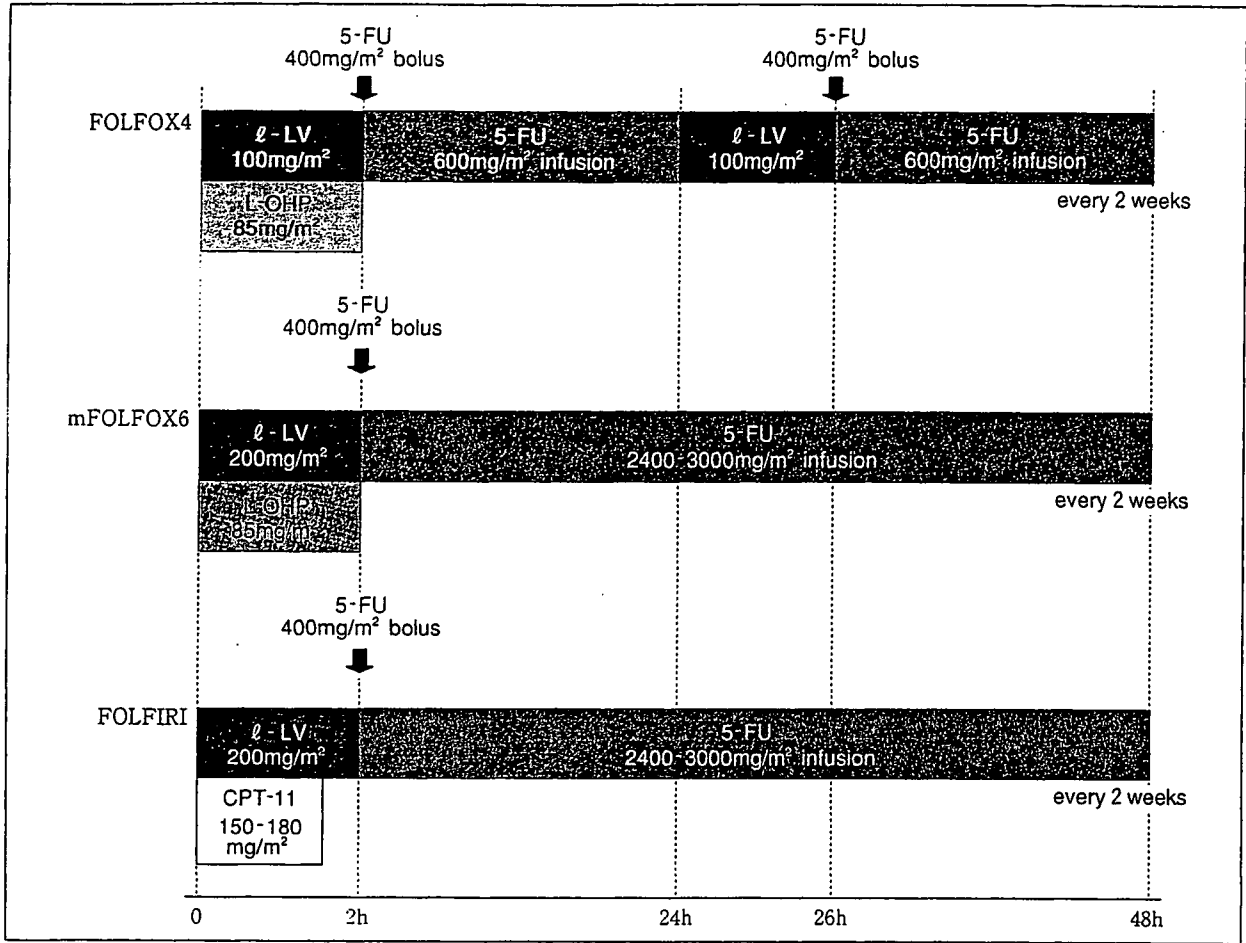 5-FU
400mg/m² bolus
5-FU
400mg/m² bolus
FOLFOX4
ℓ-LV
100mg/m²
5-FU
600mg/m² infusion
ℓ-LV
100mg/m²
5-FU
600mg/m² infusion
L-OHP
85mg/m²
every 2 weeks
5-FU
400mg/m² bolus
mFOLFOX6
ℓ-LV
200mg/m²
5-FU
2400-3000mg/m² infusion
L-OHP
85mg/m
every 2 weeks
5-FU
400mg/m² bolus
FOLFIRI
ℓ-LV
200mg/m²
5-FU
2400-3000mg/m² infusion
CPT-11
150-180
mg/m²
every 2 weeks
0
2h
24h
26h
48h